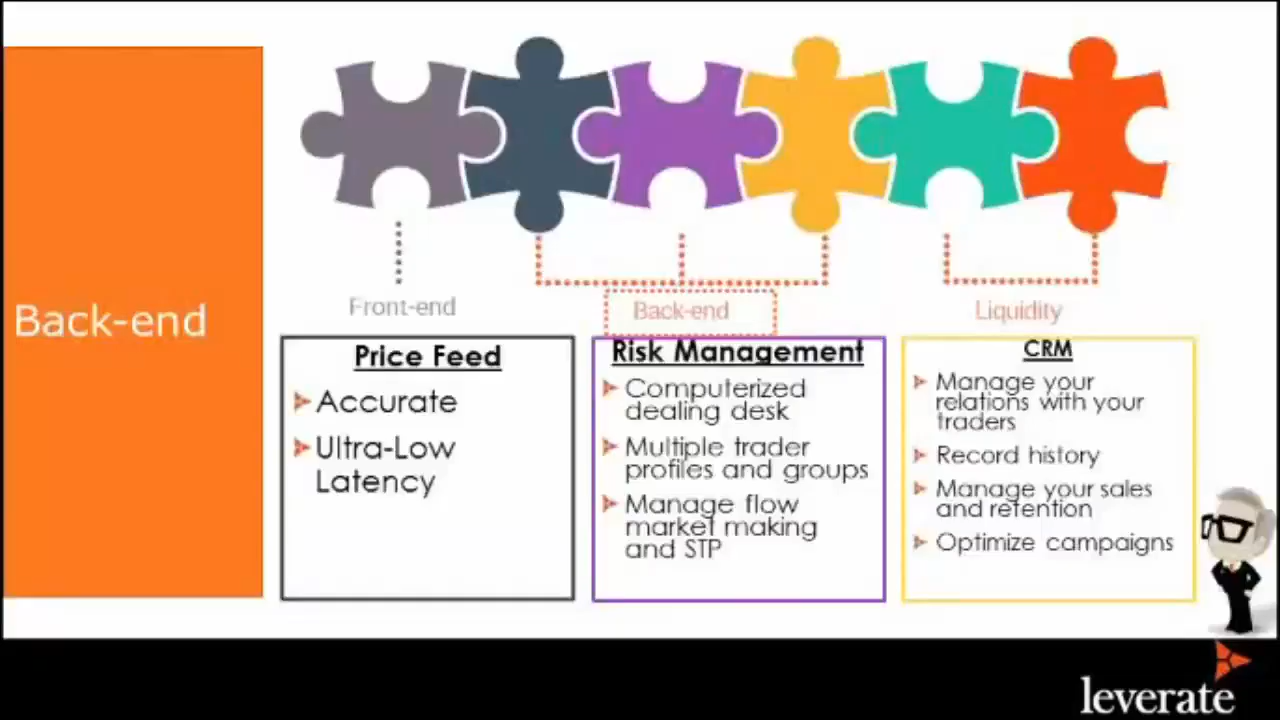 Back-end
Front-end
Back-end
Liquidity
Price Feed
Accurate
Ultra-Low
Latency
Risk Management
Computerized
dealing desk
Multiple trader
profiles and groups
Manage flow
market making
and STP
CRM
Manage your
relations with your
traders
Record history
Manage your sales
and retention
Optimize campaigns
leverate